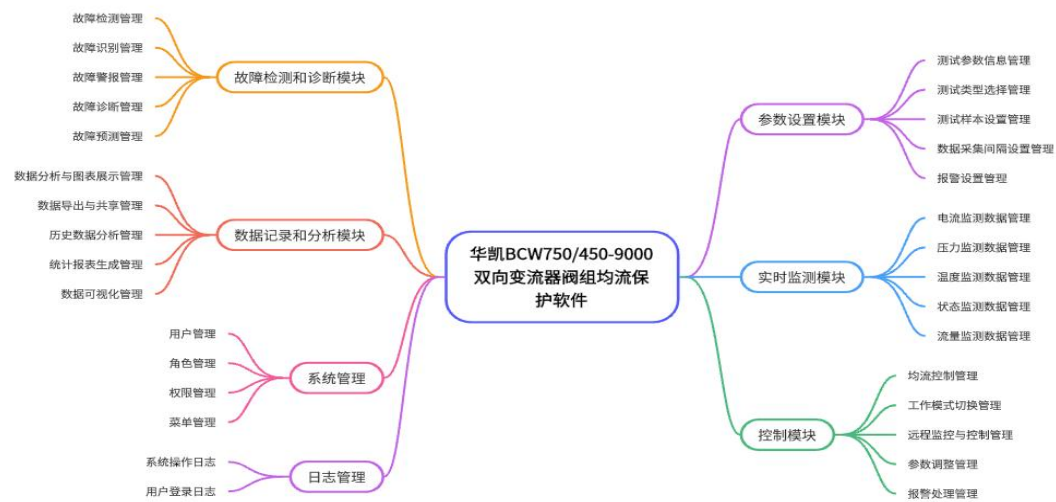 华凯BCW750/450-9000
双向变流器阀组均流保
护软件
故障检测和诊断模块
故障检测管理
故障识别管理
故障警报管理
故障诊断管理
故障预测管理
数据记录和分析模块
数据分析与图表展示管理
数据导出与共享管理
历史数据分析管理
统计报表生成管理
数据可视化管理
系统管理
用户管理
角色管理
权限管理
菜单管理
日志管理
系统操作日志
用户登录日志
参数设置模块
测试参数信息管理
测试类型选择管理
测试样本设置管理
数据采集间隔设置管理
报警设置管理
实时监测模块
电流监测数据管理
压力监测数据管理
温度监测数据管理
状态监测数据管理
流量监测数据管理
控制模块
均流控制管理
工作模式切换管理
远程监控与控制管理
参数调整管理
报警处理管理